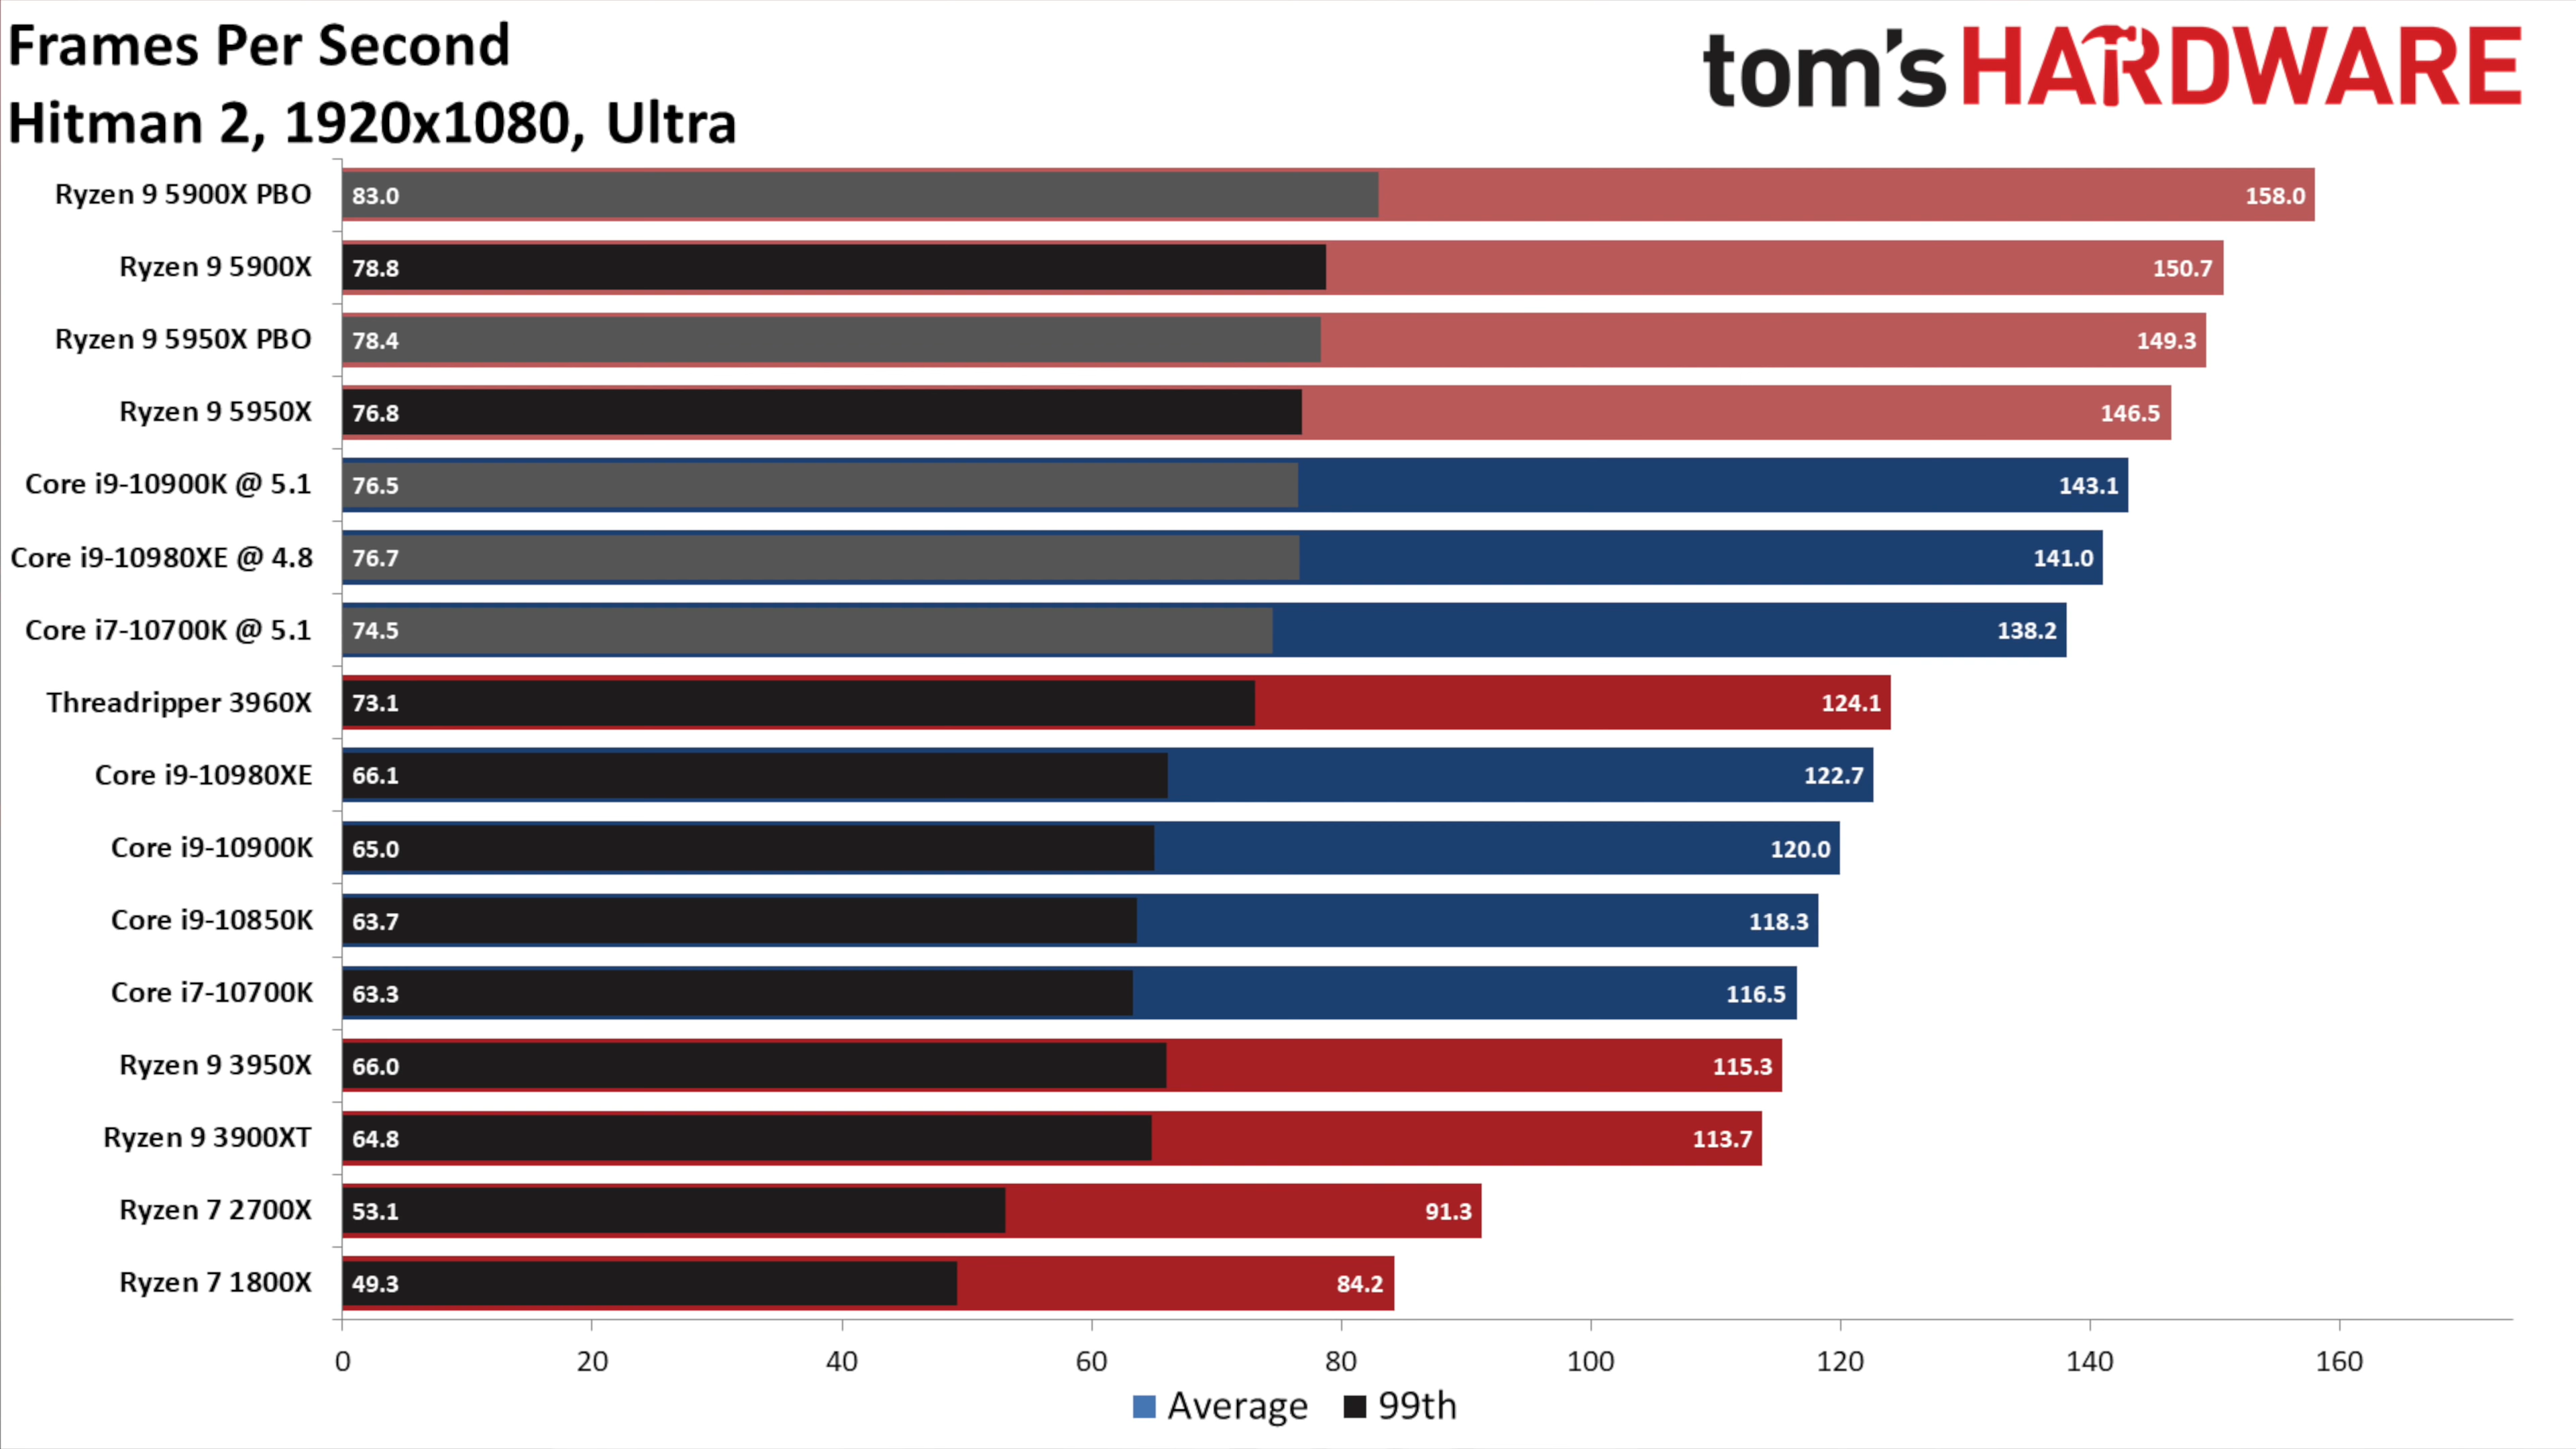 Frames Per Second
tom's HARDWARE
Hitman 2, 1920x1080, Ultra
Ryzen 9 5900X PBO 83.0 158.0
Ryzen 9 5900X 78.8 150.7
Ryzen 9 5950X PBO 78.4 149.3
Ryzen 9 5950X 76.8 146.5
Core i9-10900K @ 5.1 76.5 143.1
Core i9-10980XE @ 4.8 76.7 141.0
Core i7-10700K @ 5.1 74.5 138.2
Threadripper 3960X 73.1 124.1
Core i9-10980XE 66.1 122.7
Core i9-10900K 65.0 120.0
Core i9-10850K 63.7 118.3
Core i7-10700K 63.3 116.5
Ryzen 9 3950X 66.0 115.3
Ryzen 9 3900XT 64.8 113.7
Ryzen 7 2700X 53.1 91.3
Ryzen 7 1800X 49.3 84.2
0 20 40 60 80 100 120 140 160
Average 99th